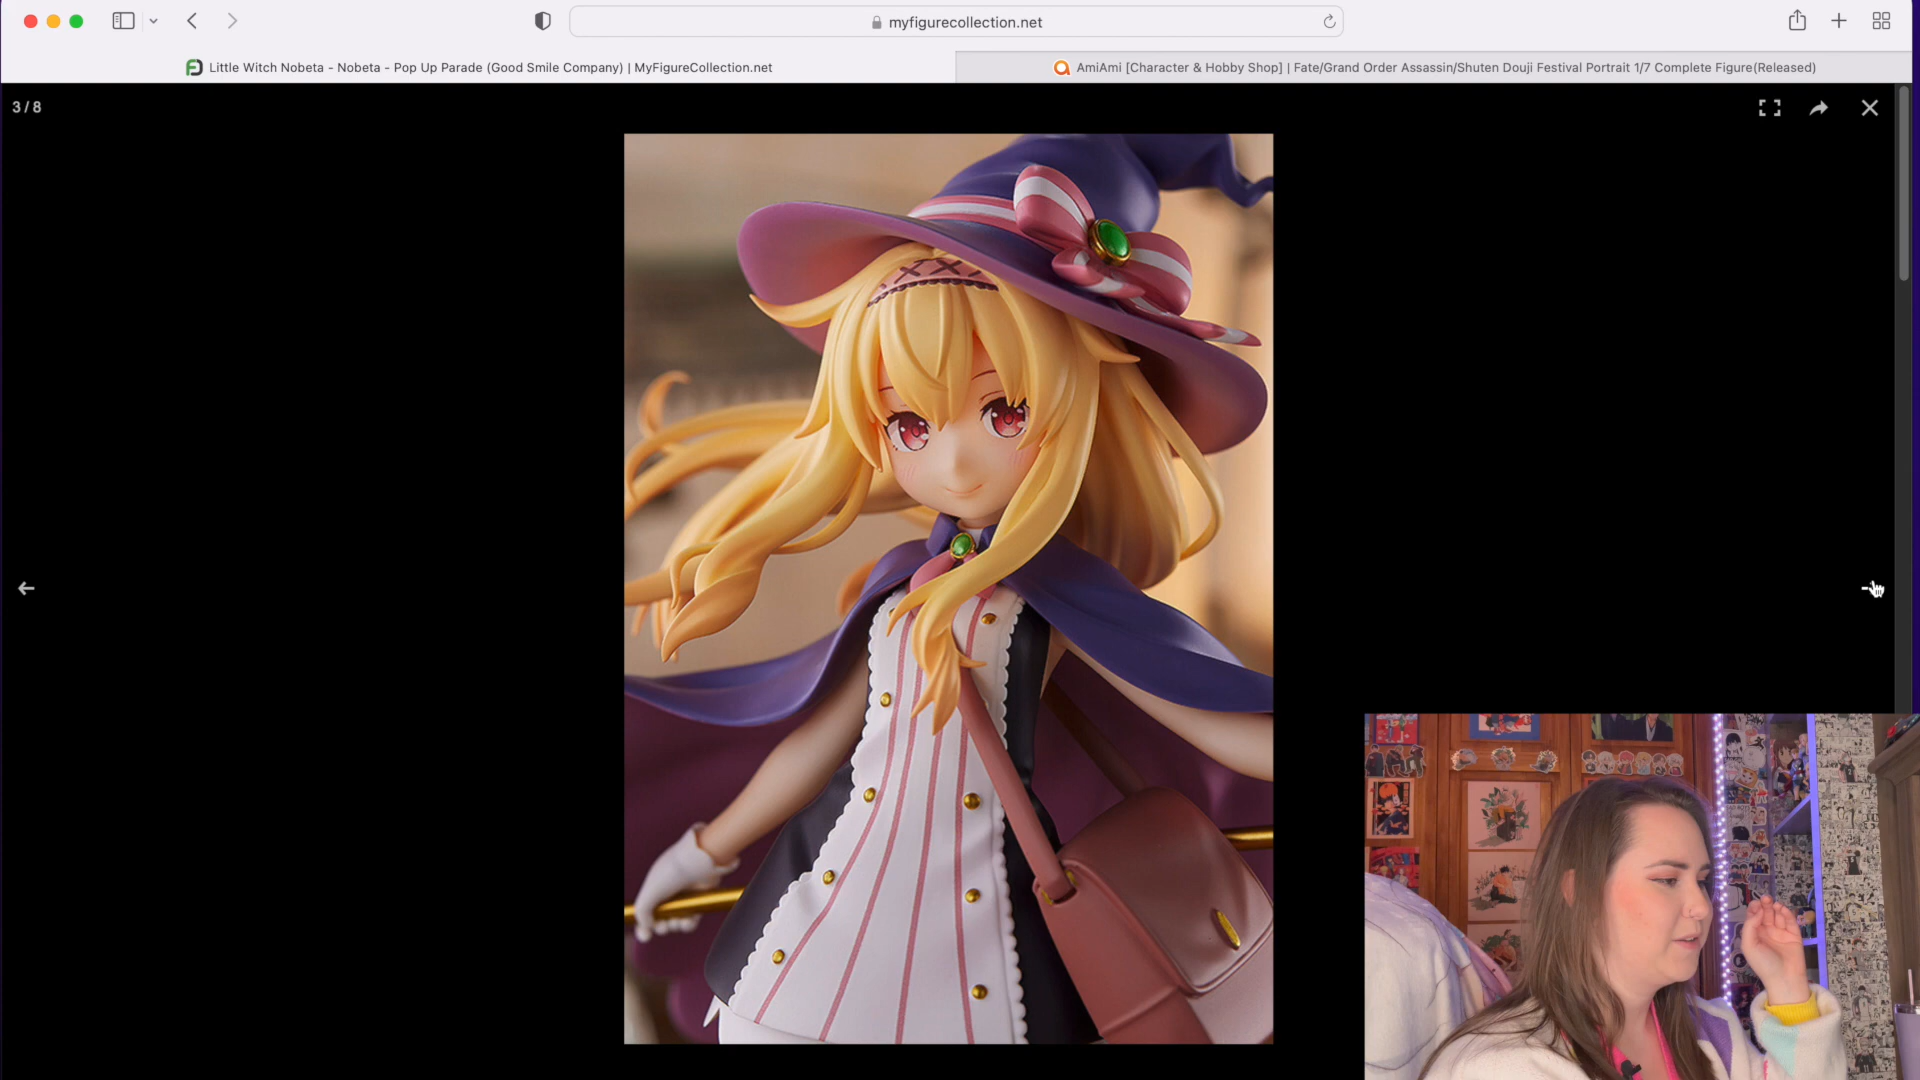 myfigurecollection.net
Little Witch Nobeta - Nobeta - Pop Up Parade (Good Smile Company) | MyFigureCollection.net
AmiAmi [Character & Hobby Shop] | Fate/Grand Order Assassin/Shuten Douji Festival Portrait 1/7 Complete Figure(Released)
3 / 8